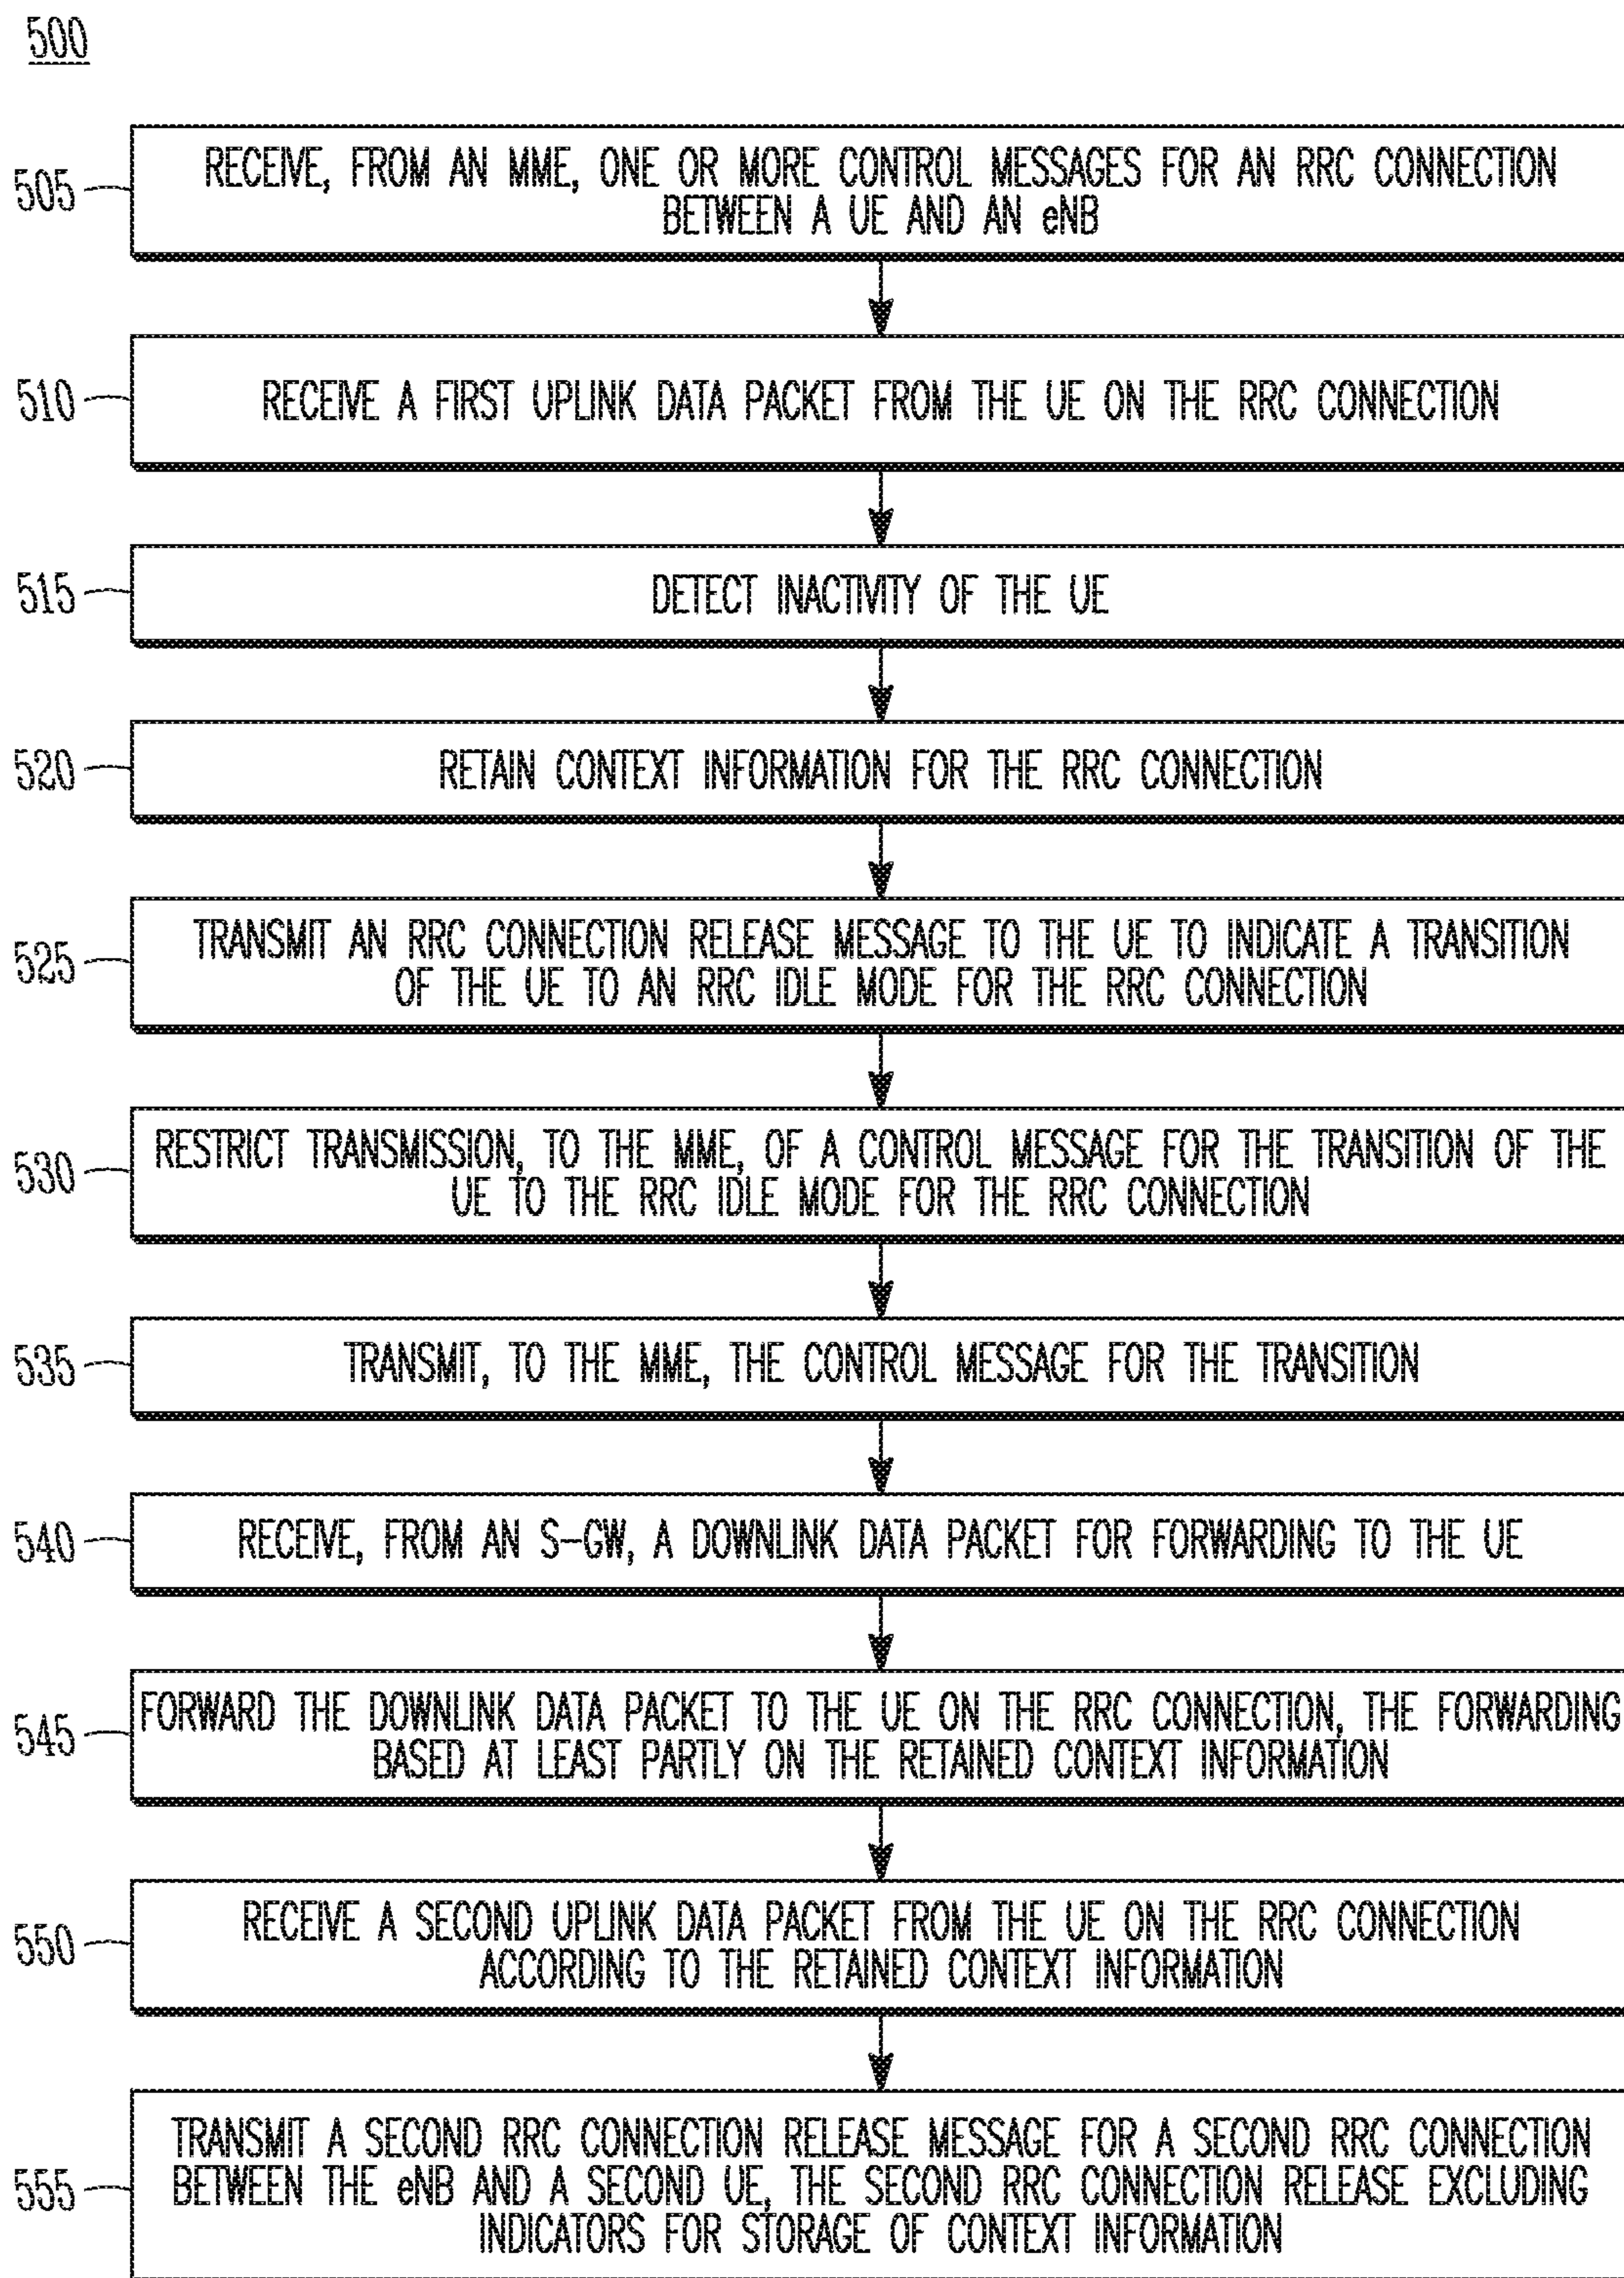 500
505
RECEIVE, FROM AN MME, ONE OR MORE CONTROL MESSAGES FOR AN RRC CONNECTION
BETWEEN A UE AND AN eNB
510
RECEIVE A FIRST UPLINK DATA PACKET FROM THE UE ON THE RRC CONNECTION
515
DETECT INACTIVITY OF THE UE
520
RETAIN CONTEXT INFORMATION FOR THE RRC CONNECTION
525
TRANSMIT AN RRC CONNECTION RELEASE MESSAGE TO THE UE TO INDICATE A TRANSITION
OF THE UE TO AN RRC IDLE MODE FOR THE RRC CONNECTION
530
RESTRICT TRANSMISSION, TO THE MME, OF A CONTROL MESSAGE FOR THE TRANSITION OF THE
UE TO THE RRC IDLE MODE FOR THE RRC CONNECTION
535
TRANSMIT, TO THE MME, THE CONTROL MESSAGE FOR THE TRANSITION
540
RECEIVE, FROM AN S-GW, A DOWNLINK DATA PACKET FOR FORWARDING TO THE UE
545
FORWARD THE DOWNLINK DATA PACKET TO THE UE ON THE RRC CONNECTION, THE FORWARDING
BASED AT LEAST PARTLY ON THE RETAINED CONTEXT INFORMATION
550
RECEIVE A SECOND UPLINK DATA PACKET FROM THE UE ON THE RRC CONNECTION
ACCORDING TO THE RETAINED CONTEXT INFORMATION
555
TRANSMIT A SECOND RRC CONNECTION RELEASE MESSAGE FOR A SECOND RRC CONNECTION
BETWEEN THE eNB AND A SECOND UE, THE SECOND RRC CONNECTION RELEASE EXCLUDING
INDICATORS FOR STORAGE OF CONTEXT INFORMATION